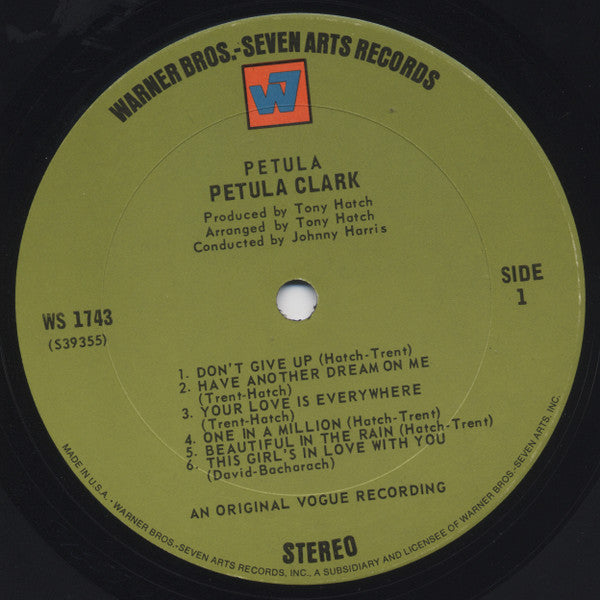 WARNER BROS.-SEVEN ARTS RECORDS
W7
PETULA
PETULA CLARK
Produced by Tony Hatch
Arranged by Tony Hatch
Conducted by Johnny Harris
SIDE
1
WS 1743
(S39355)
1. DON'T GIVE UP (Hatch-Trent)
2. HAVE ANOTHER DREAM ON ME
(Trent-Hatch)
3. YOUR LOVE IS EVERYWHERE
(Trent-Hatch)
4. ONE IN A MILLION (Hatch-Trent)
5. BEAUTIFUL IN THE RAIN (Hatch-Trent)
6. THIS GIRL'S IN LOVE WITH YOU
(David-Bacharach)
AN ORIGINAL VOGUE RECORDING
STEREO
MADE IN U.S.A. • WARNER BROS.-SEVEN ARTS RECORDS, INC., A SUBSIDIARY AND LICENSEE OF WARNER BROS.-SEVEN ARTS, INC.